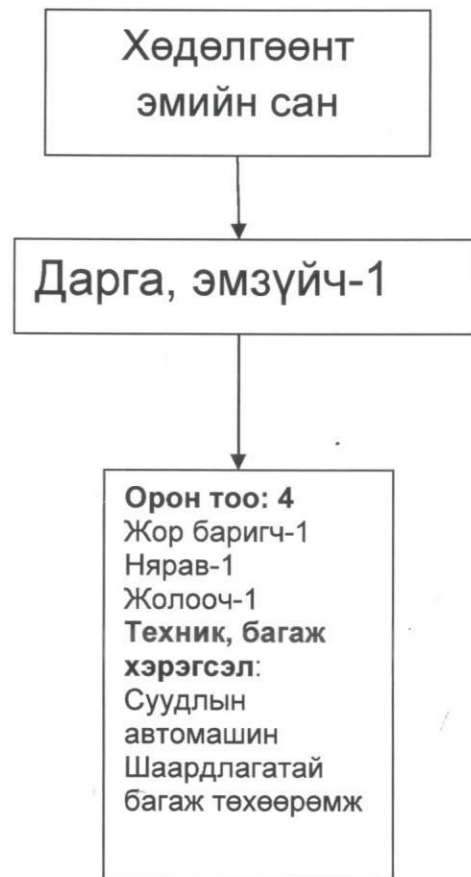 Хөдөлгөөнт
эмийн сан
Дарга, эмзүйч-1
Орон тоо: 4
Жор баригч-1
Нярав-1
Жолооч-1
Техник, багаж
хэрэгсэл:
Суудлын
автомашин
Шаардлагатай
багаж төхөөрөмж